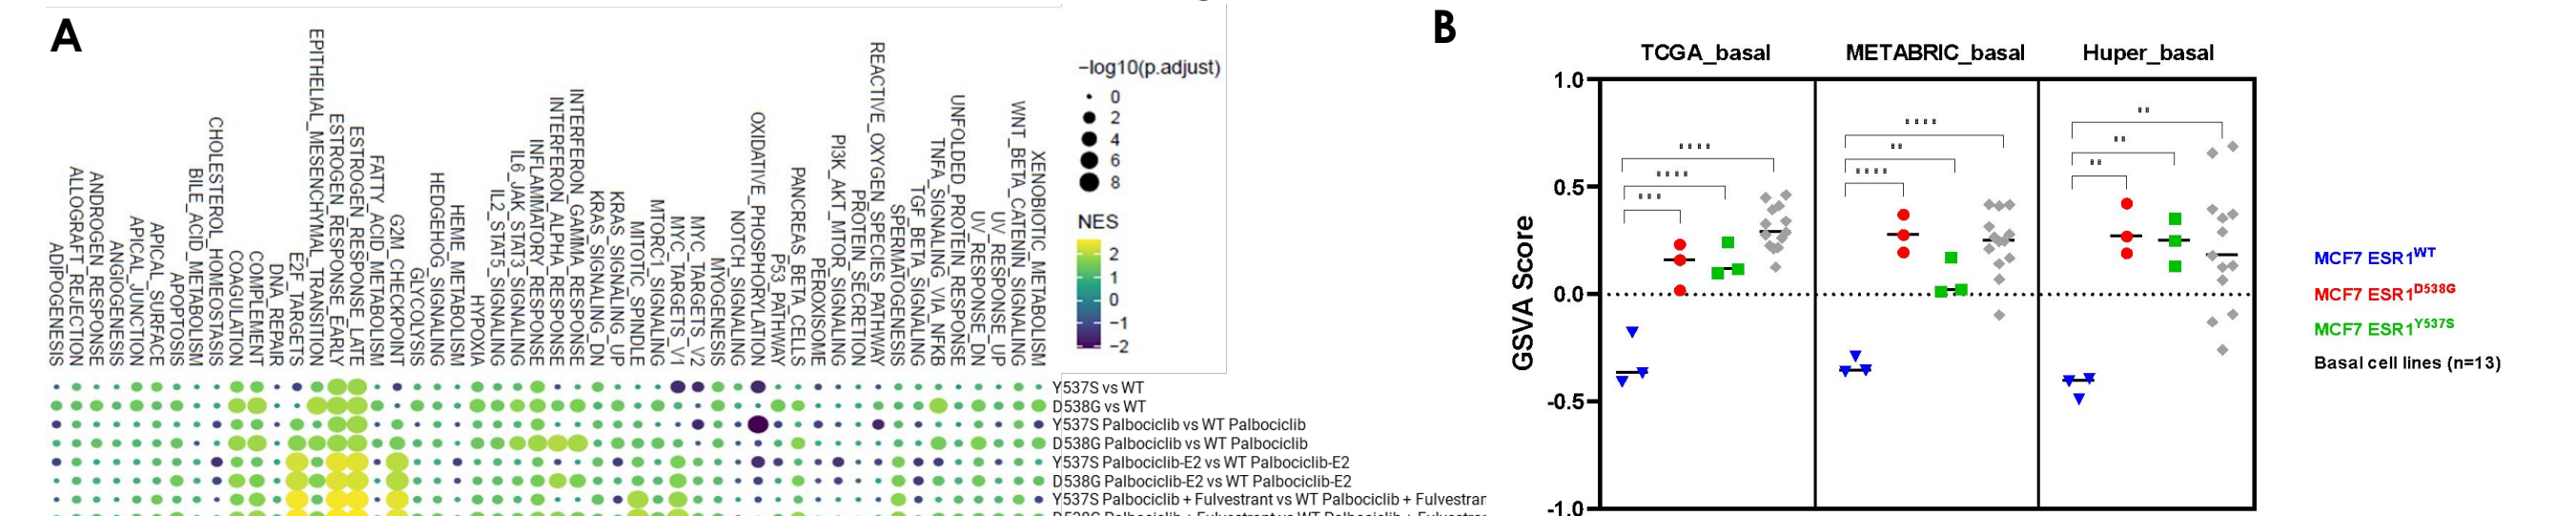 A
ADIPOGENESIS
ALLOGRAFT_REJECTION
ANDROGEN_RESPONSE
ANGIOGENESIS
APICAL_JUNCTION
APICAL_SURFACE
APOPTOSIS
BILE_ACID_METABOLISM
CHOLESTEROL_HOMEOSTASIS
COAGULATION
COMPLEMENT
DNA_REPAIR
E2F_TARGETS
EPITHELIAL_MESENCHYMAL_TRANSITION
ESTROGEN_RESPONSE_EARLY
ESTROGEN_RESPONSE_LATE
FATTY_ACID_METABOLISM
G2M_CHECKPOINT
GLYCOLYSIS
HEDGEHOG_SIGNALING
HEME_METABOLISM
HYPOXIA
IL2_STAT5_SIGNALING
IL6_JAK_STAT3_SIGNALING
INFLAMMATORY_RESPONSE
INTERFERON_ALPHA_RESPONSE
INTERFERON_GAMMA_RESPONSE
KRAS_SIGNALING_DN
KRAS_SIGNALING_UP
MITOTIC_SPINDLE
MTORC1_SIGNALING
MYC_TARGETS_V1
MYC_TARGETS_V2
MYOGENESIS
NOTCH_SIGNALING
OXIDATIVE_PHOSPHORYLATION
P53_PATHWAY
PANCREAS_BETA_CELLS
PEROXISOME
PI3K_AKT_MTOR_SIGNALING
PROTEIN_SECRETION
REACTIVE_OXYGEN_SPECIES_PATHWAY
SPERMATOGENESIS
TGF_BETA_SIGNALING
TNFA_SIGNALING_VIA_NFKB
UNFOLDED_PROTEIN_RESPONSE
UV_RESPONSE_DN
UV_RESPONSE_UP
WNT_BETA_CATENIN_SIGNALING
XENOBIOTIC_METABOLISM
−log10(p.adjust)
0
2
4
6
8
NES
2
1
0
−1
−2
Y537S vs WT
D538G vs WT
Y537S Palbociclib vs WT Palbociclib
D538G Palbociclib vs WT Palbociclib
Y537S Palbociclib-E2 vs WT Palbociclib-E2
D538G Palbociclib-E2 vs WT Palbociclib-E2
Y537S Palbociclib + Fulvestrant vs WT Palbociclib + Fulvestran
B
TCGA_basal
METABRIC_basal
Huper_basal
GSVA Score
1.0
0.5
0.0
-0.5
-1.0
MCF7 ESR1WT
MCF7 ESR1D538G
MCF7 ESR1Y537S
Basal cell lines (n=13)